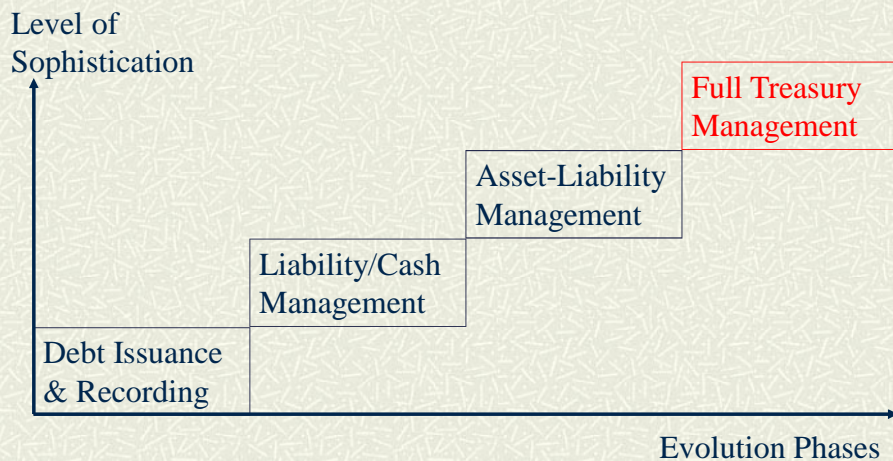 Level of
Sophistication
Full Treasury
Management
Asset-Liability
Management
Liability/Cash
Management
Debt Issuance
& Recording
Evolution Phases